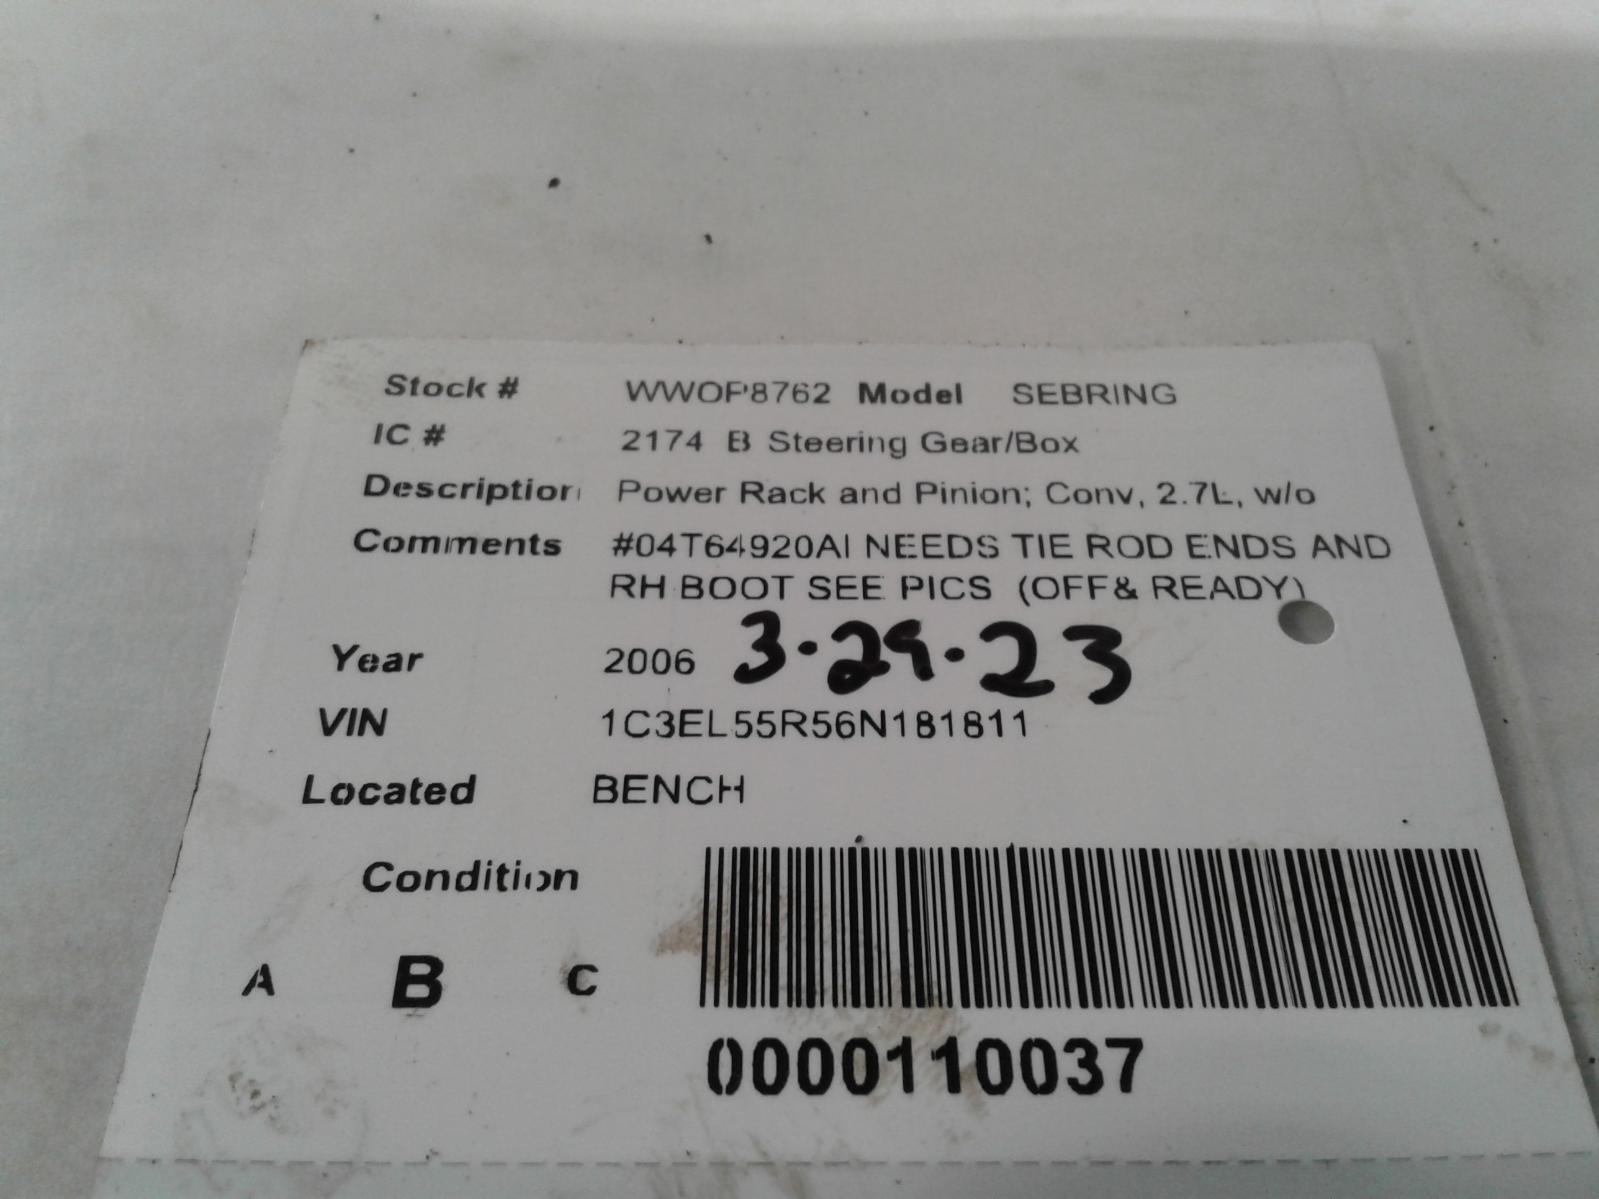 Stock # WWOP8762 Model SEBRING
IC # 2174 B Steering Gear/Box
Description Power Rack and Pinion; Conv, 2.7L, w/o
Comments #04T64920AI NEEDS TIE ROD ENDS AND
RH BOOT SEE PICS (OFF& READY)
Year 2006 3-29-23
VIN 1C3EL55R56N181811
Located BENCH
Condition
A B C
0000110037